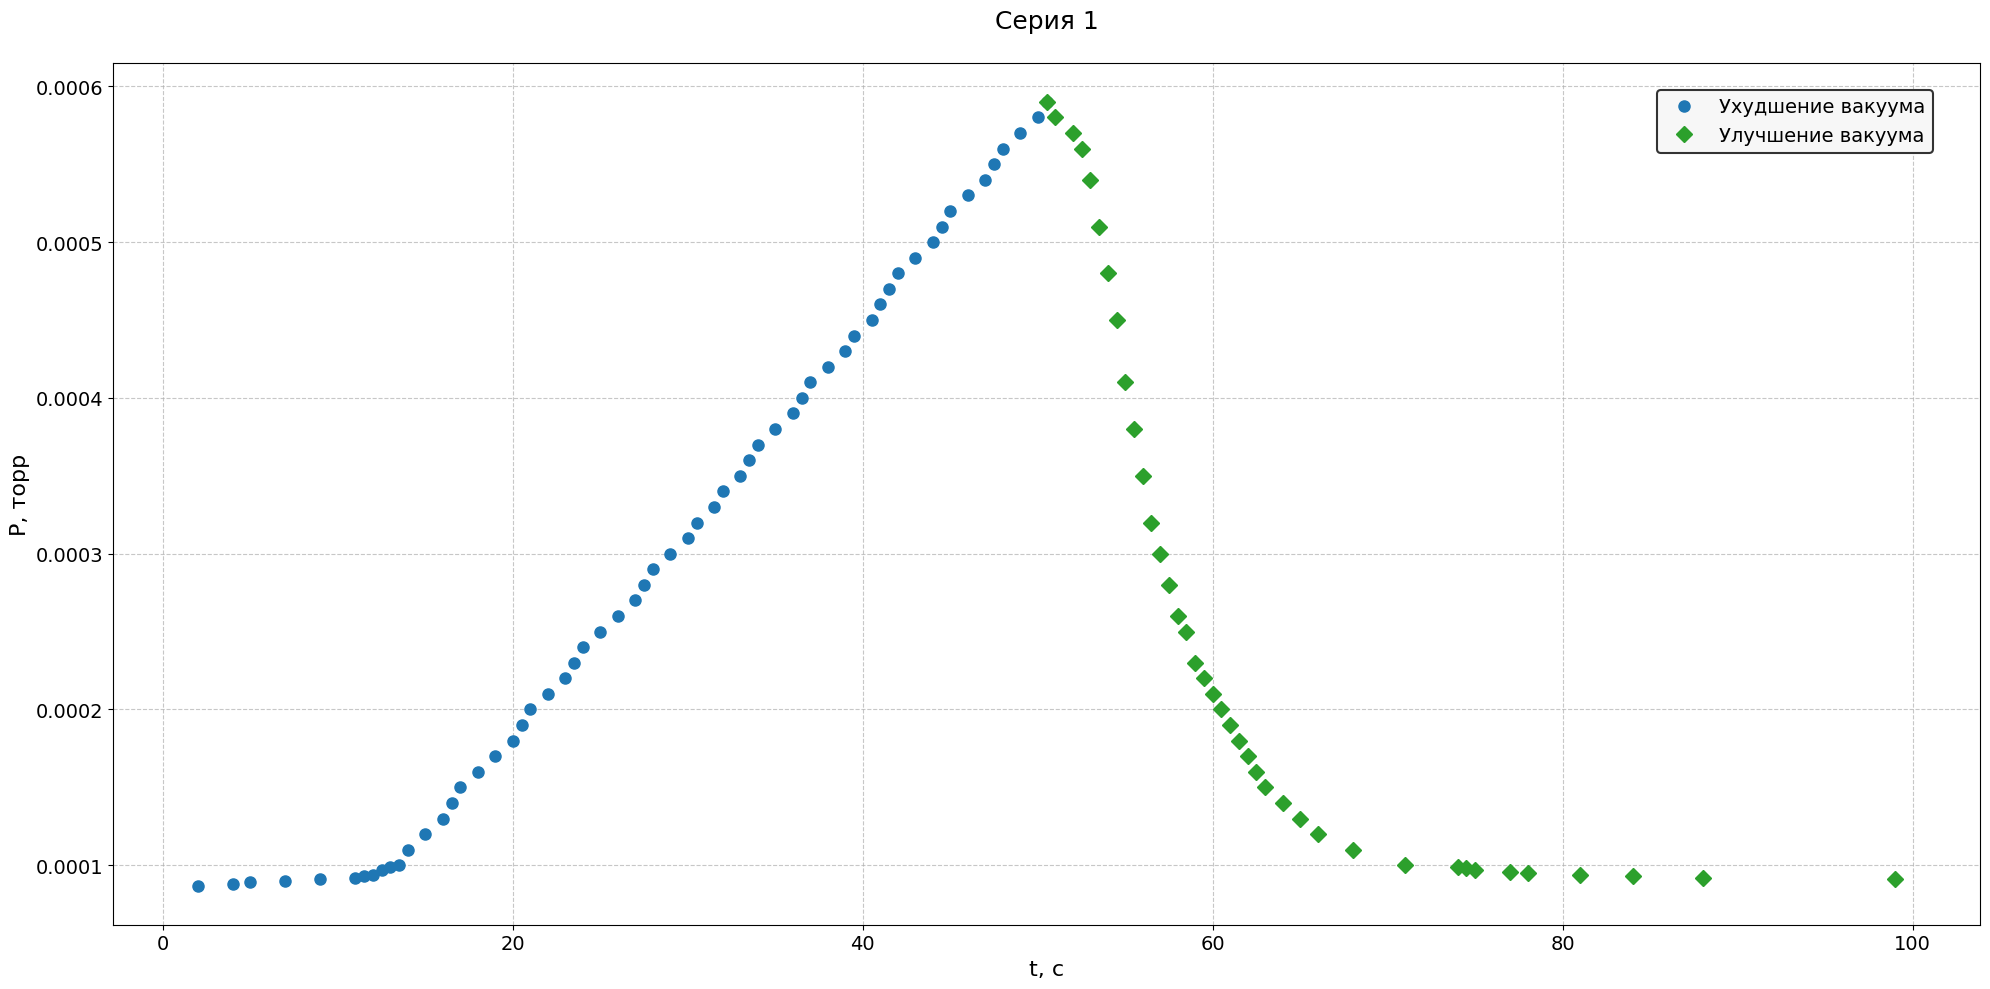 Серия 1
P, торр
0.0006
0.0005
0.0004
0.0003
0.0002
0.0001
Ухудшение вакуума
Улучшение вакуума
0 20 40 60 80 100
t, с